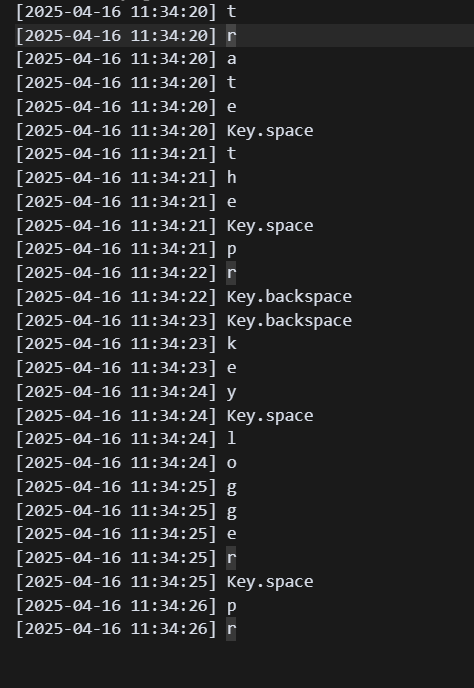 [2025-04-16 11:34:20] t
[2025-04-16 11:34:20] r
[2025-04-16 11:34:20] a
[2025-04-16 11:34:20] t
[2025-04-16 11:34:20] e
[2025-04-16 11:34:20] Key.space
[2025-04-16 11:34:21] t
[2025-04-16 11:34:21] h
[2025-04-16 11:34:21] e
[2025-04-16 11:34:21] Key.space
[2025-04-16 11:34:21] p
[2025-04-16 11:34:22] r
[2025-04-16 11:34:22] Key.backspace
[2025-04-16 11:34:23] Key.backspace
[2025-04-16 11:34:23] k
[2025-04-16 11:34:23] e
[2025-04-16 11:34:24] y
[2025-04-16 11:34:24] Key.space
[2025-04-16 11:34:24] l
[2025-04-16 11:34:24] o
[2025-04-16 11:34:25] g
[2025-04-16 11:34:25] g
[2025-04-16 11:34:25] e
[2025-04-16 11:34:25] r
[2025-04-16 11:34:25] Key.space
[2025-04-16 11:34:26] p
[2025-04-16 11:34:26] r